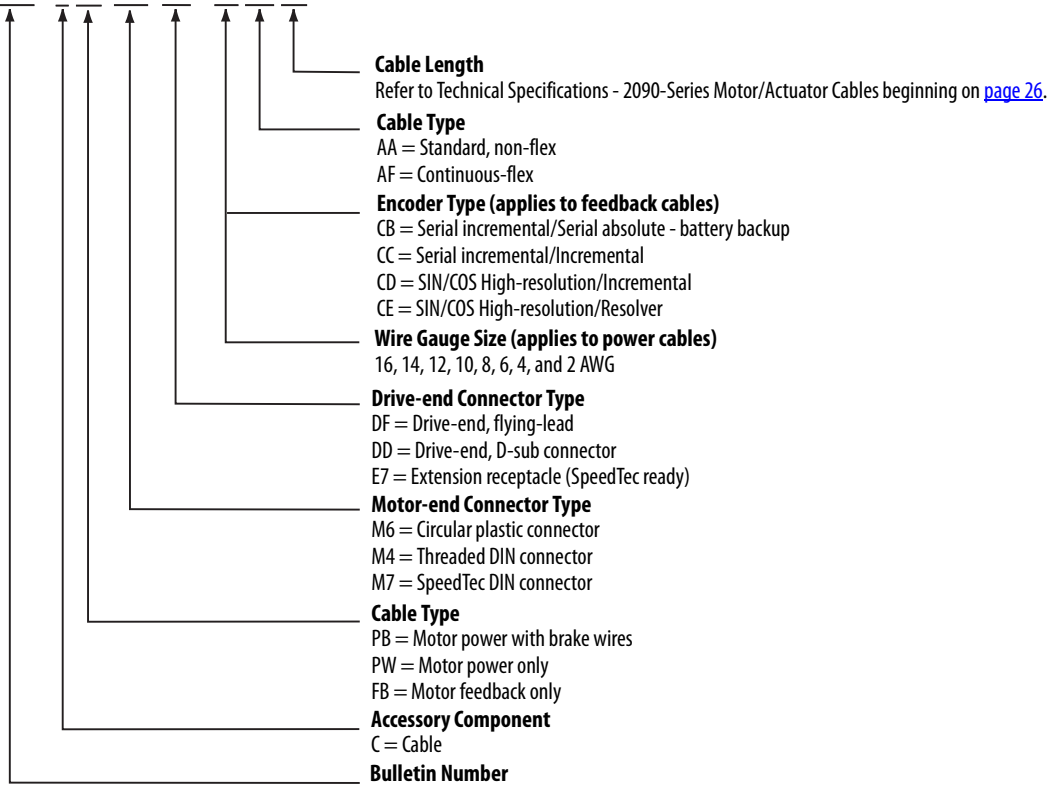 Cable Length
Refer to Technical Specifications - 2090-Series Motor/Actuator Cables beginning on page 26.
Cable Type
AA = Standard, non-flex
AF = Continuous-flex
Encoder Type (applies to feedback cables)
CB = Serial incremental/Serial absolute - battery backup
CC = Serial incremental/Incremental
CD = SIN/COS High-resolution/Incremental
CE = SIN/COS High-resolution/Resolver
Wire Gauge Size (applies to power cables)
16, 14, 12, 10, 8, 6, 4, and 2 AWG
Drive-end Connector Type
DF = Drive-end, flying-lead
DD = Drive-end, D-sub connector
E7 = Extension receptacle (SpeedTec ready)
Motor-end Connector Type
M6 = Circular plastic connector
M4 = Threaded DIN connector
M7 = SpeedTec DIN connector
Cable Type
PB = Motor power with brake wires
PW = Motor power only
FB = Motor feedback only
Accessory Component
C = Cable
Bulletin Number